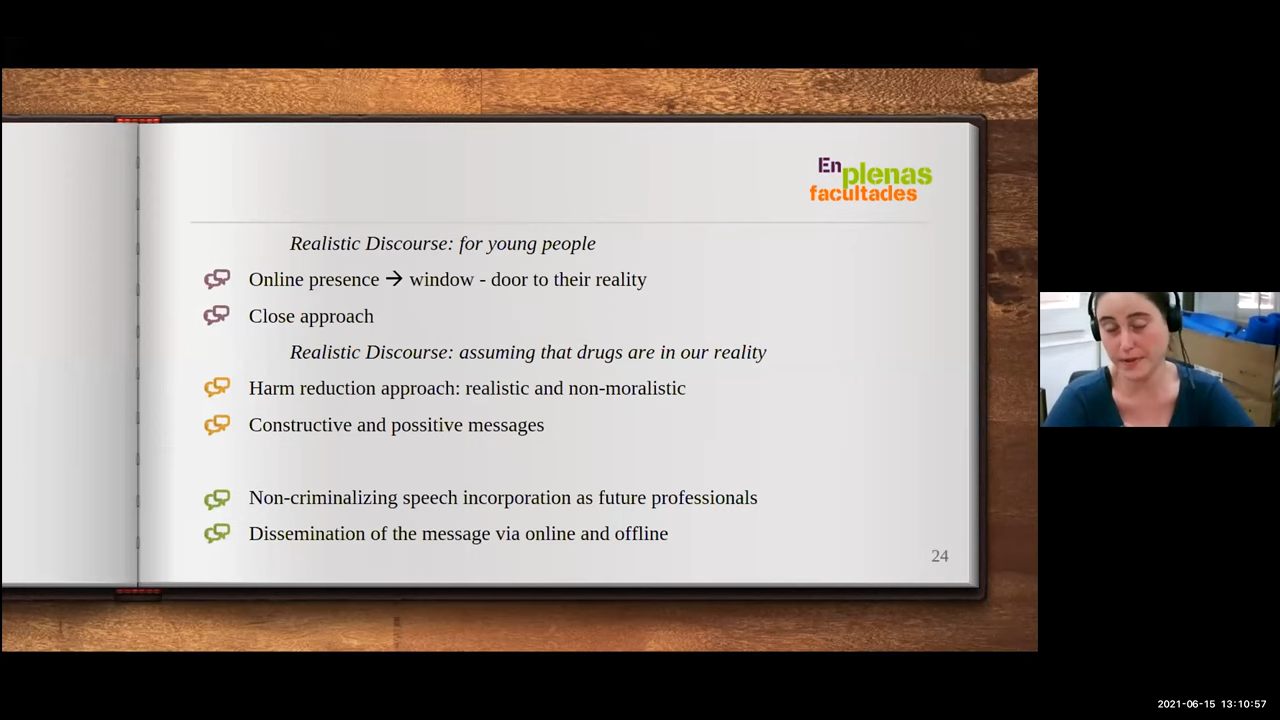 En
plenas
facultades
Realistic Discourse: for young people
Online presence → window - door to their reality
Close approach
Realistic Discourse: assuming that drugs are in our reality
Harm reduction approach: realistic and non-moralistic
Constructive and possitive messages
Non-criminalizing speech incorporation as future professionals
Dissemination of the message via online and offline
24
2021-06-15 13:10:57